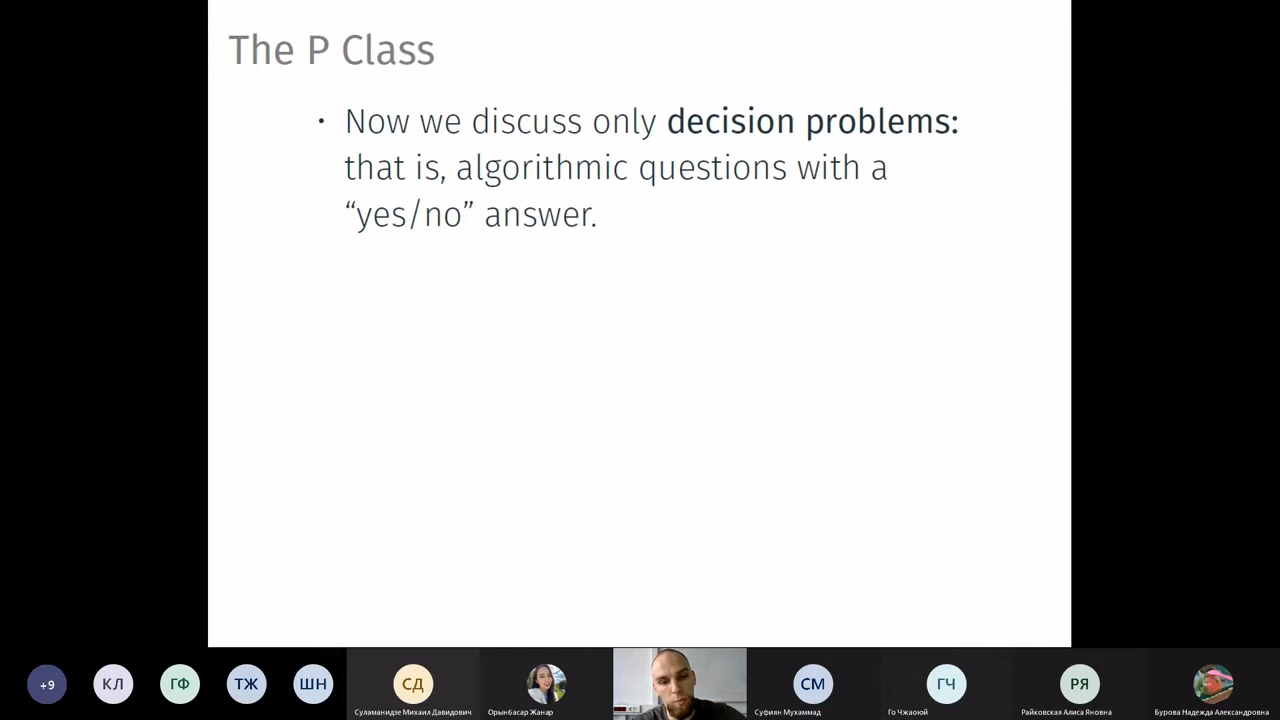 The P Class
• Now we discuss only decision problems:
that is, algorithmic questions with a
“yes/no” answer.
+9
КЛ
ГФ
ТЖ
ШН
СД
СМ
ГЧ
РЯ
Суламанидзе Михаил Давидович
Орынбасар Жанар
Суфиян Мухаммад
Го Чжаоюй
Райковская Алиса Яновна
Бурова Надежда Александровна